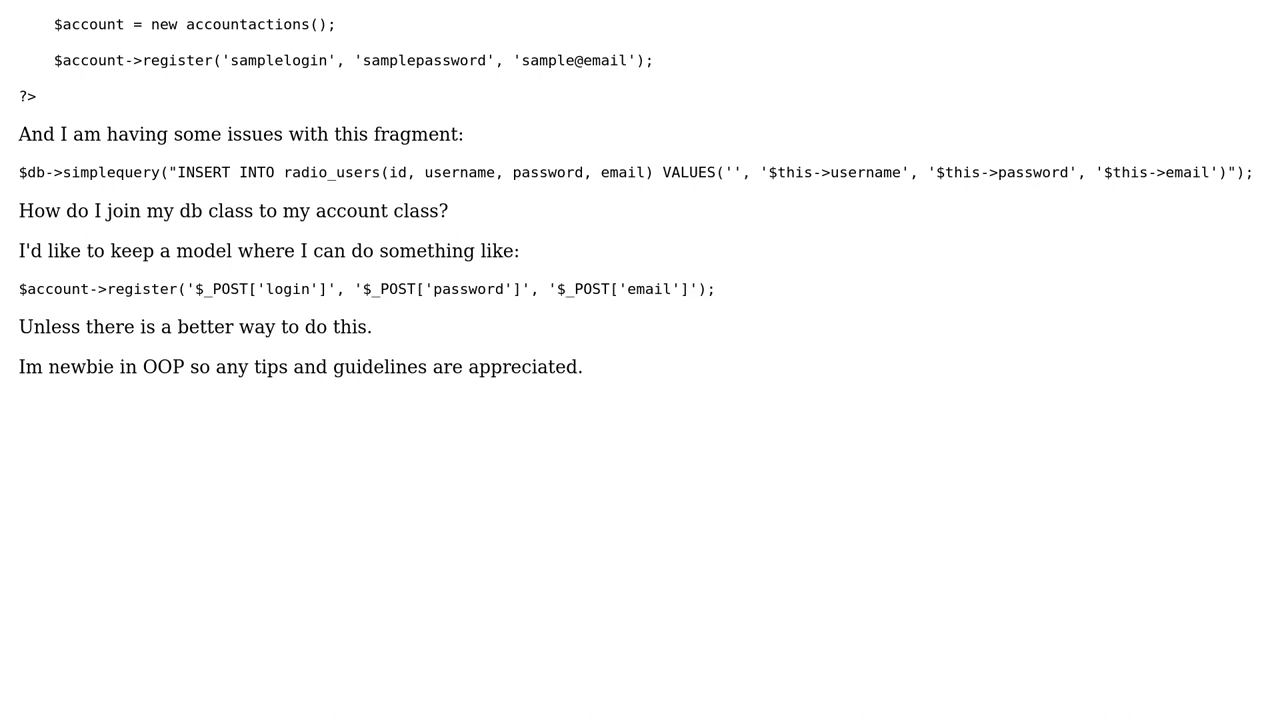 $account = new accountactions();
$account->register('samplelogin', 'samplepassword', 'sample@email');
?>
And I am having some issues with this fragment:
$db->simplequery("INSERT INTO radio_users(id, username, password, email) VALUES('', '$this->username', '$this->password', '$this->email')");
How do I join my db class to my account class?
I'd like to keep a model where I can do something like:
$account->register('$_POST['login']', '$_POST['password']', '$_POST['email']');
Unless there is a better way to do this.
Im newbie in OOP so any tips and guidelines are appreciated.